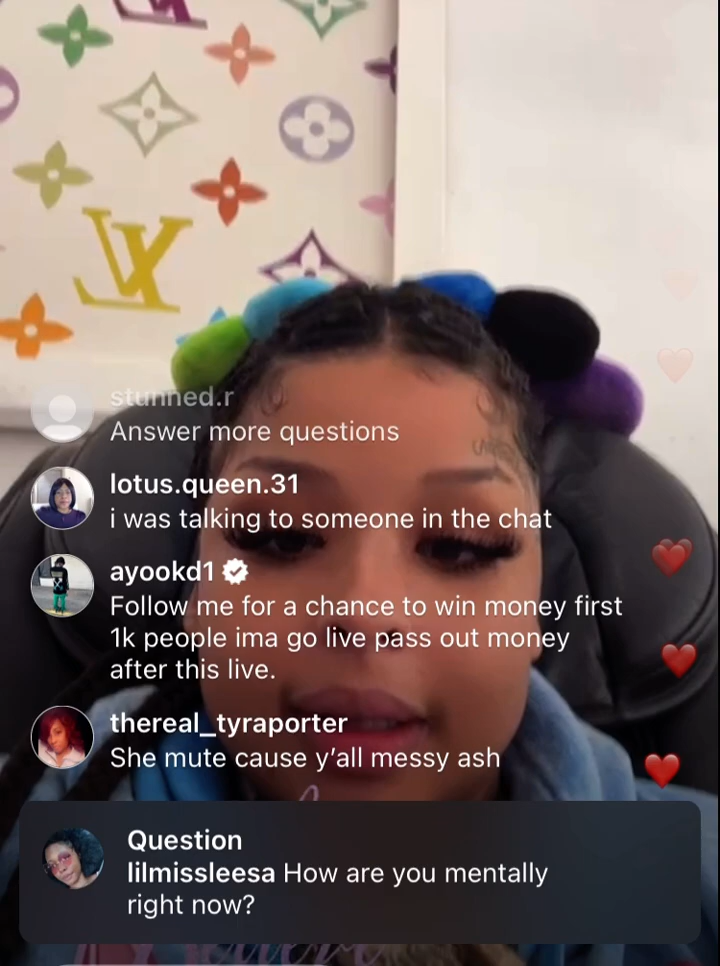 stunned.r
Answer more questions
lotus.queen.31
i was talking to someone in the chat
ayookd1
Follow me for a chance to win money first
1k people ima go live pass out money
after this live.
thereal_tyraporter
She mute cause y'all messy ash
Question
lilmissleesa How are you mentally
right now?